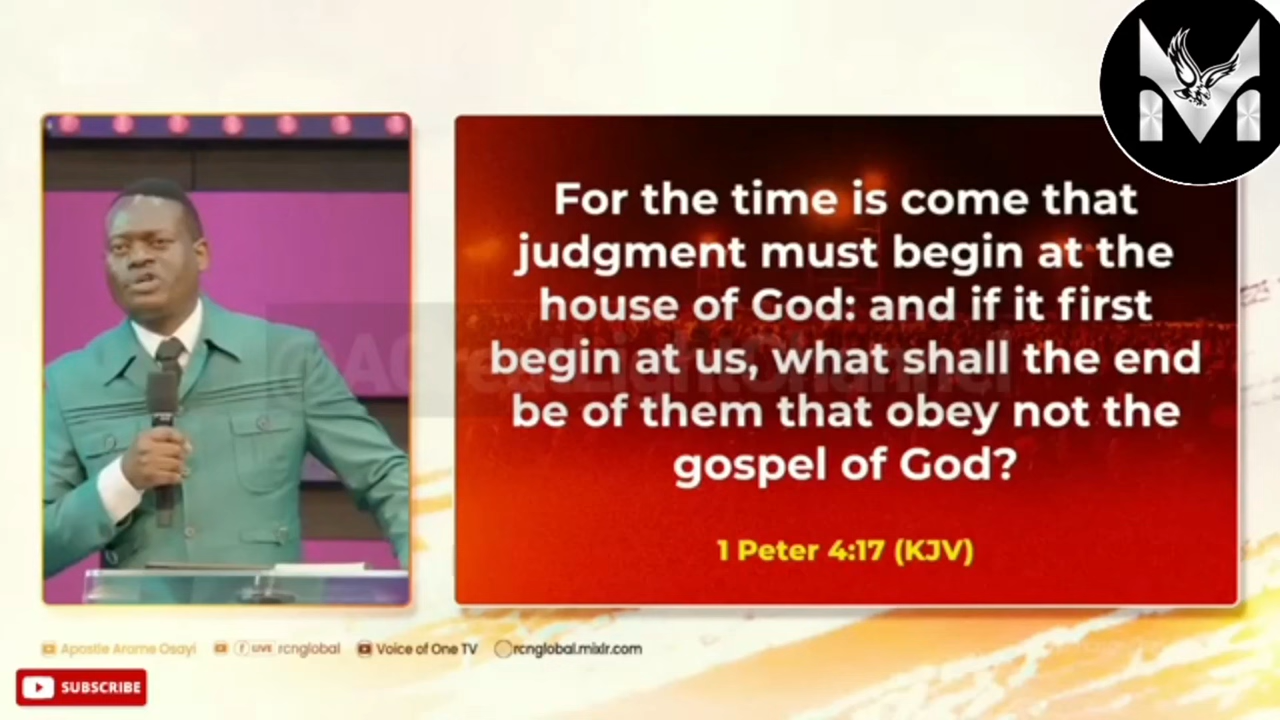 For the time is come that
judgment must begin at the
house of God: and if it first
begin at us, what shall the end
be of them that obey not the
gospel of God?
1 Peter 4:17 (KJV)
@AGreatLightChannel
Apostle Arome Osayi
LIVE rcnglobal
Voice of One TV
rcnglobal.mixlr.com
SUBSCRIBE